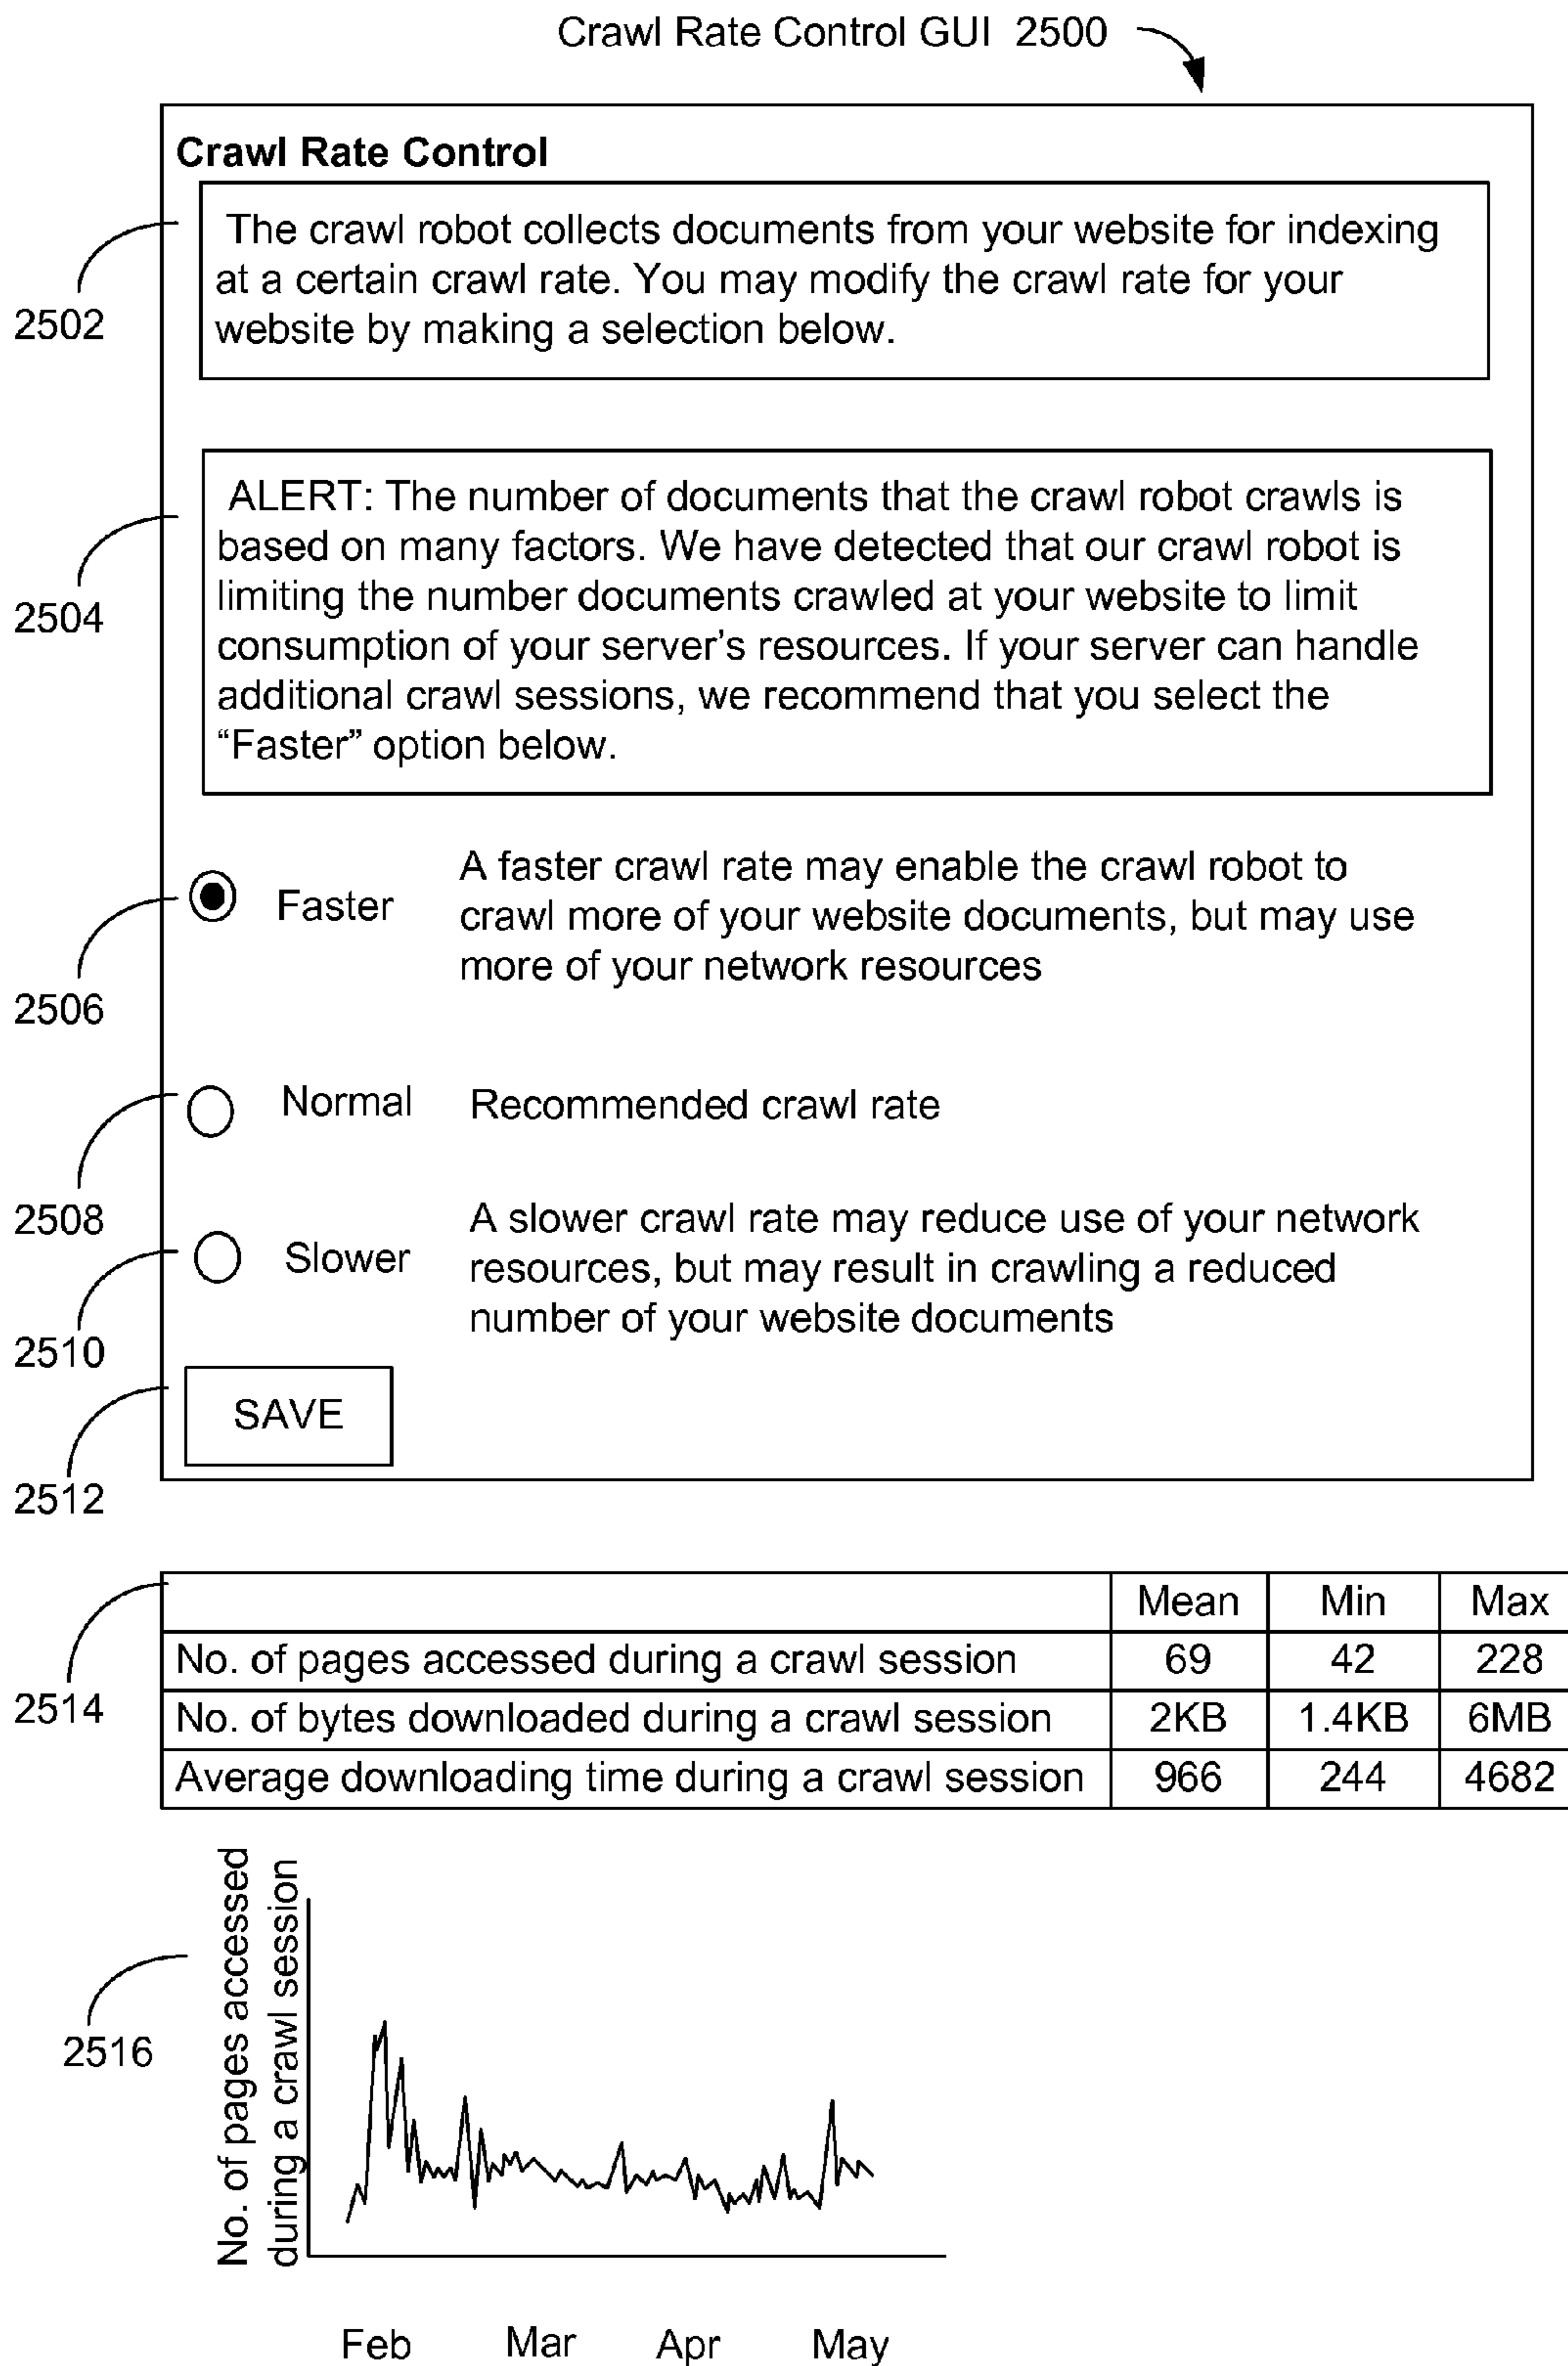 Crawl Rate Control GUI 2500
Crawl Rate Control
The crawl robot collects documents from your website for indexing
at a certain crawl rate. You may modify the crawl rate for your
website by making a selection below.
2502
ALERT: The number of documents that the crawl robot crawls is
based on many factors. We have detected that our crawl robot is
limiting the number documents crawled at your website to limit
consumption of your server's resources. If your server can handle
additional crawl sessions, we recommend that you select the
“Faster” option below.
2504
Faster
A faster crawl rate may enable the crawl robot to
crawl more of your website documents, but may use
more of your network resources
2506
Normal Recommended crawl rate
2508
Slower
A slower crawl rate may reduce use of your network
resources, but may result in crawling a reduced
number of your website documents
2510
SAVE
2512
Mean Min Max
No. of pages accessed during a crawl session 69 42 228
2514
No. of bytes downloaded during a crawl session 2KB 1.4KB 6MB
Average downloading time during a crawl session 966 244 4682
No. of pages accessed
during a crawl session
2516
Feb Mar Apr May